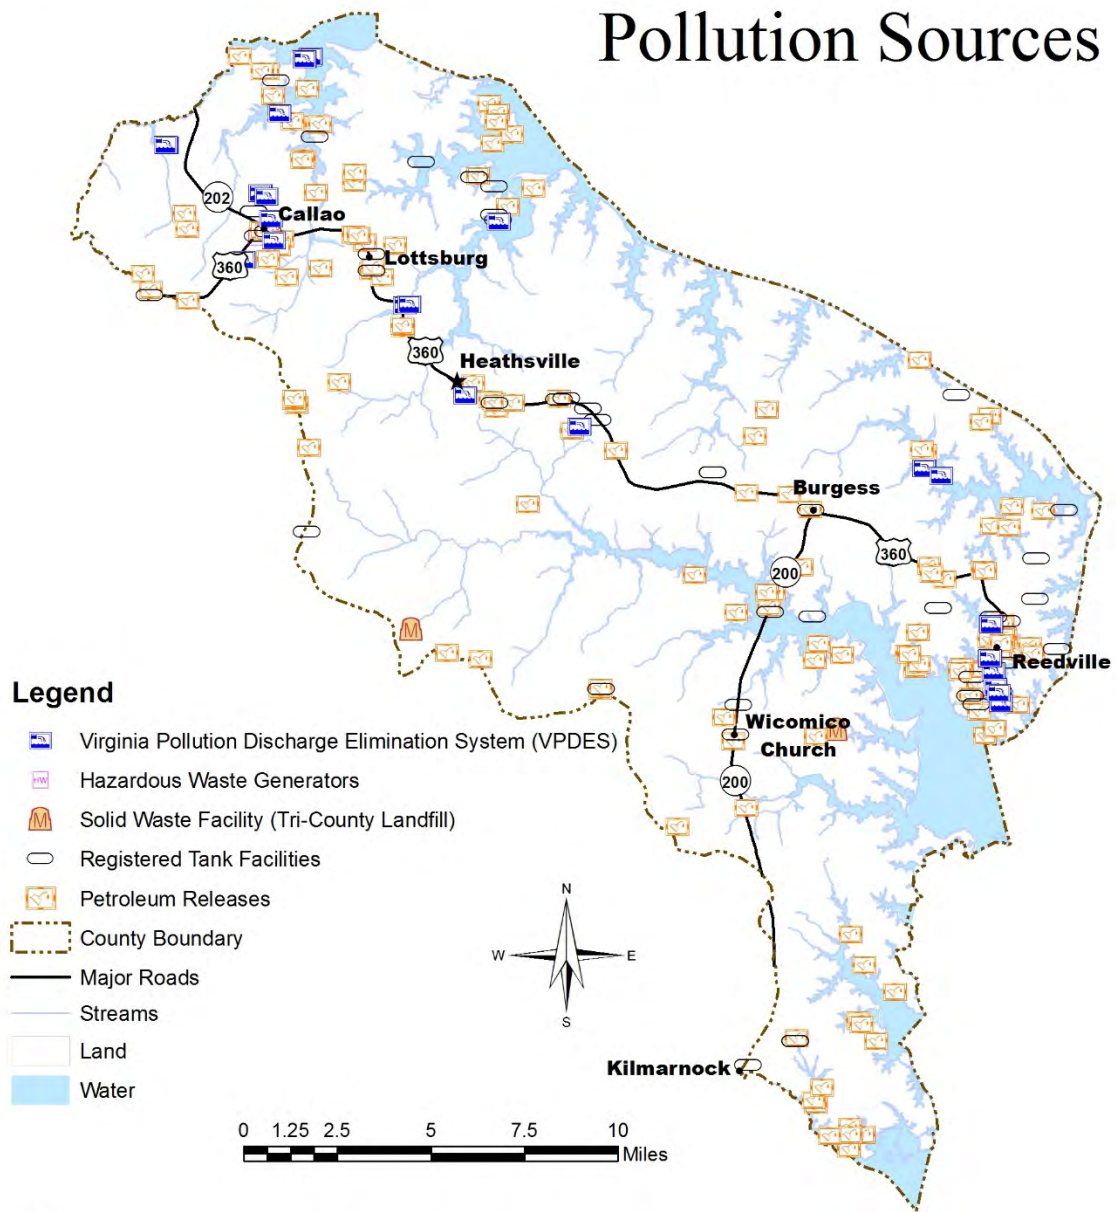 Pollution Sources
202
Callao
360
Lottsburg
360
Heathsville
Burgess
360
200
Reedville
Wicomico
Church
200
Kilmarnock
M
M
Legend
Virginia Pollution Discharge Elimination System (VPDES)
HW Hazardous Waste Generators
M Solid Waste Facility (Tri-County Landfill)
Registered Tank Facilities
Petroleum Releases
County Boundary
Major Roads
Streams
Land
Water
N
W E
S
0 1.25 2.5 5 7.5 10
Miles